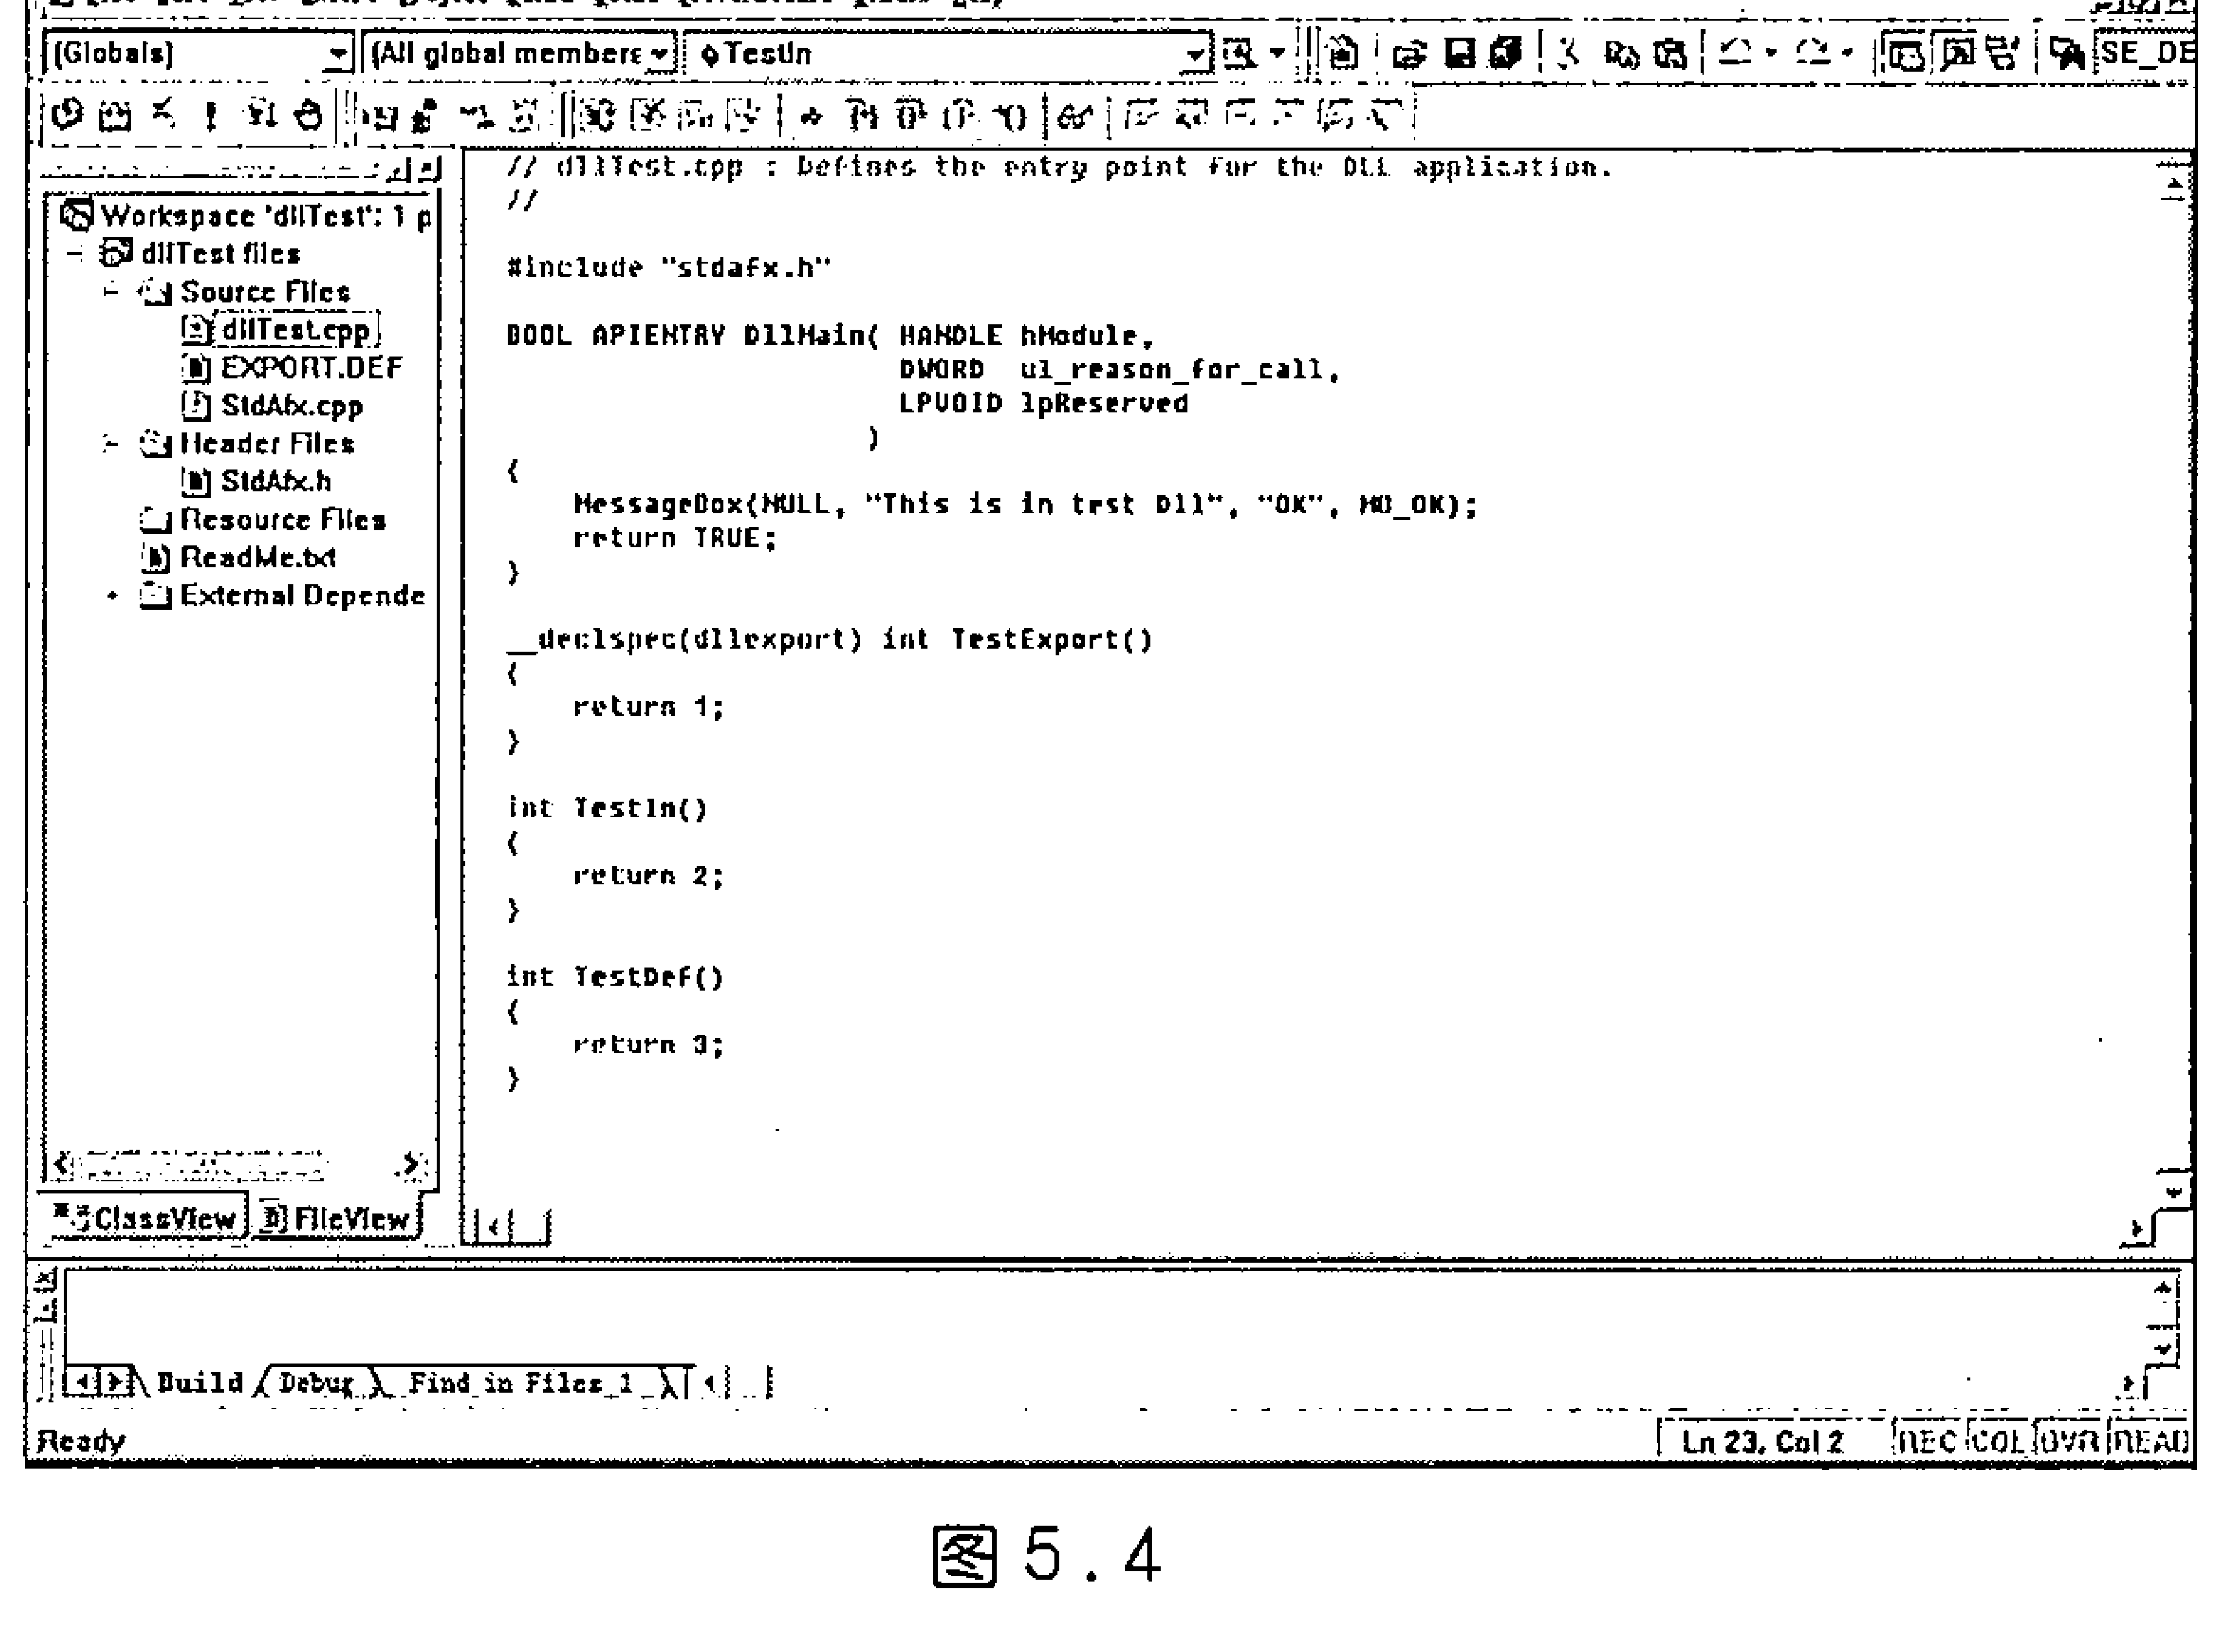 (Globals) (All global members TestIn SE_DE
// dllTest.cpp : Defines the entry point for the DLL application.
//
#include "stdafx.h"
BOOL APIENTRY DllMain( HANDLE hModule,
DWORD ul_reason_for_call,
LPVOID lpReserved
)
{
MessageBox(NULL, "This is in test Dll", "OK", MB_OK);
return TRUE;
}
__declspec(dllexport) int TestExport()
{
return 1;
}
int TestIn()
{
return 2;
}
int TestDef()
{
return 3;
}
Workspace 'dllTest': 1 p
dllTest files
Source Files
dllTest.cpp
EXPORT.DEF
StdAfx.cpp
Header Files
StdAfx.h
Resource Files
ReadMe.txt
External Depende
ClassView FileView
Build Debug Find in Files 1
Ready Ln 23, Col 2 REC COL OVR READ
图 5.4